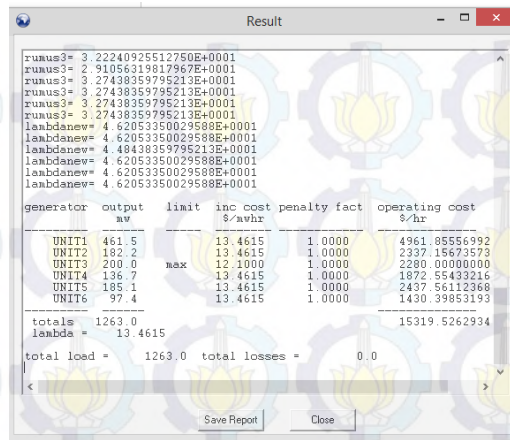 Result
rumus3= 3.22240925512750E+0001
rumus3= 2.91056319817967E+0001
rumus3= 3.27438359795213E+0001
rumus3= 3.27438359795213E+0001
rumus3= 3.27438359795213E+0001
rumus3= 3.27438359795213E+0001
lambdanew= 4.62053350029588E+0001
lambdanew= 4.62053350029588E+0001
lambdanew= 4.48438359795213E+0001
lambdanew= 4.62053350029588E+0001
lambdanew= 4.62053350029588E+0001
lambdanew= 4.62053350029588E+0001
generator output limit inc cost penalty fact operating cost
mw $/mwhr $/hr
--------- ------ ----- -------- ------------ --------------
UNIT1 461.5 13.4615 1.0000 4961.85556992
UNIT2 182.2 13.4615 1.0000 2337.15673573
UNIT3 200.0 max 12.1000 1.0000 2280.00000000
UNIT4 136.7 13.4615 1.0000 1872.55433216
UNIT5 185.1 13.4615 1.0000 2437.56112368
UNIT6 97.4 13.4615 1.0000 1430.39853193
--------- ------ --------------
totals 1263.0 15319.5262934
lambda = 13.4615
total load = 1263.0 total losses = 0.0
Save Report Close